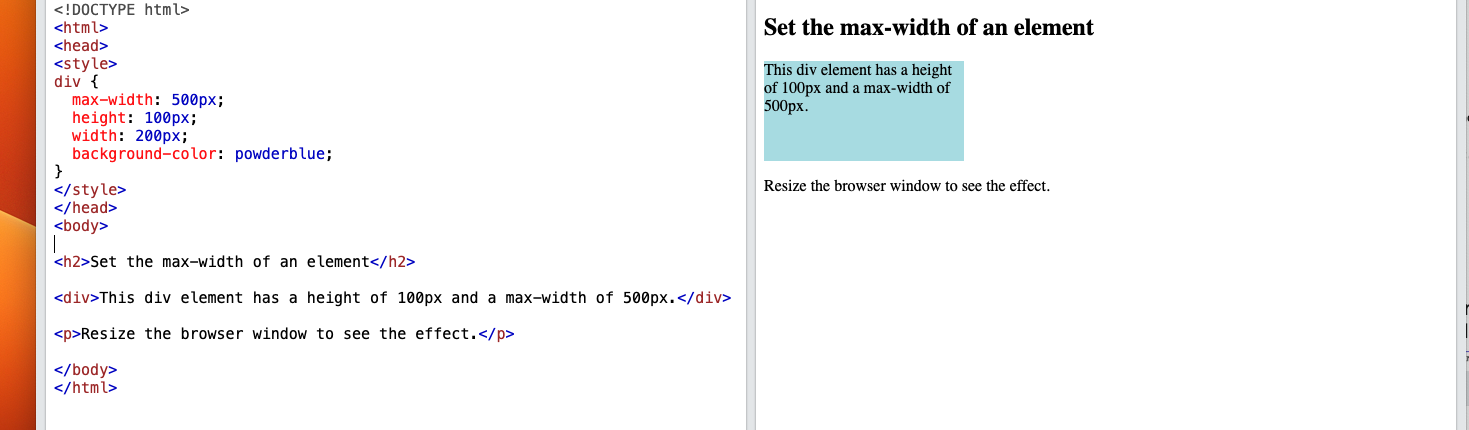 <!DOCTYPE html>
<html>
<head>
<style>
div {
  max-width: 500px;
  height: 100px;
  width: 200px;
  background-color: powderblue;
}
</style>
</head>
<body>

<h2>Set the max-width of an element</h2>

<div>This div element has a height of 100px and a max-width of 500px.</div>

<p>Resize the browser window to see the effect.</p>

</body>
</html>
Set the max-width of an element
This div element has a height
of 100px and a max-width of
500px.
Resize the browser window to see the effect.